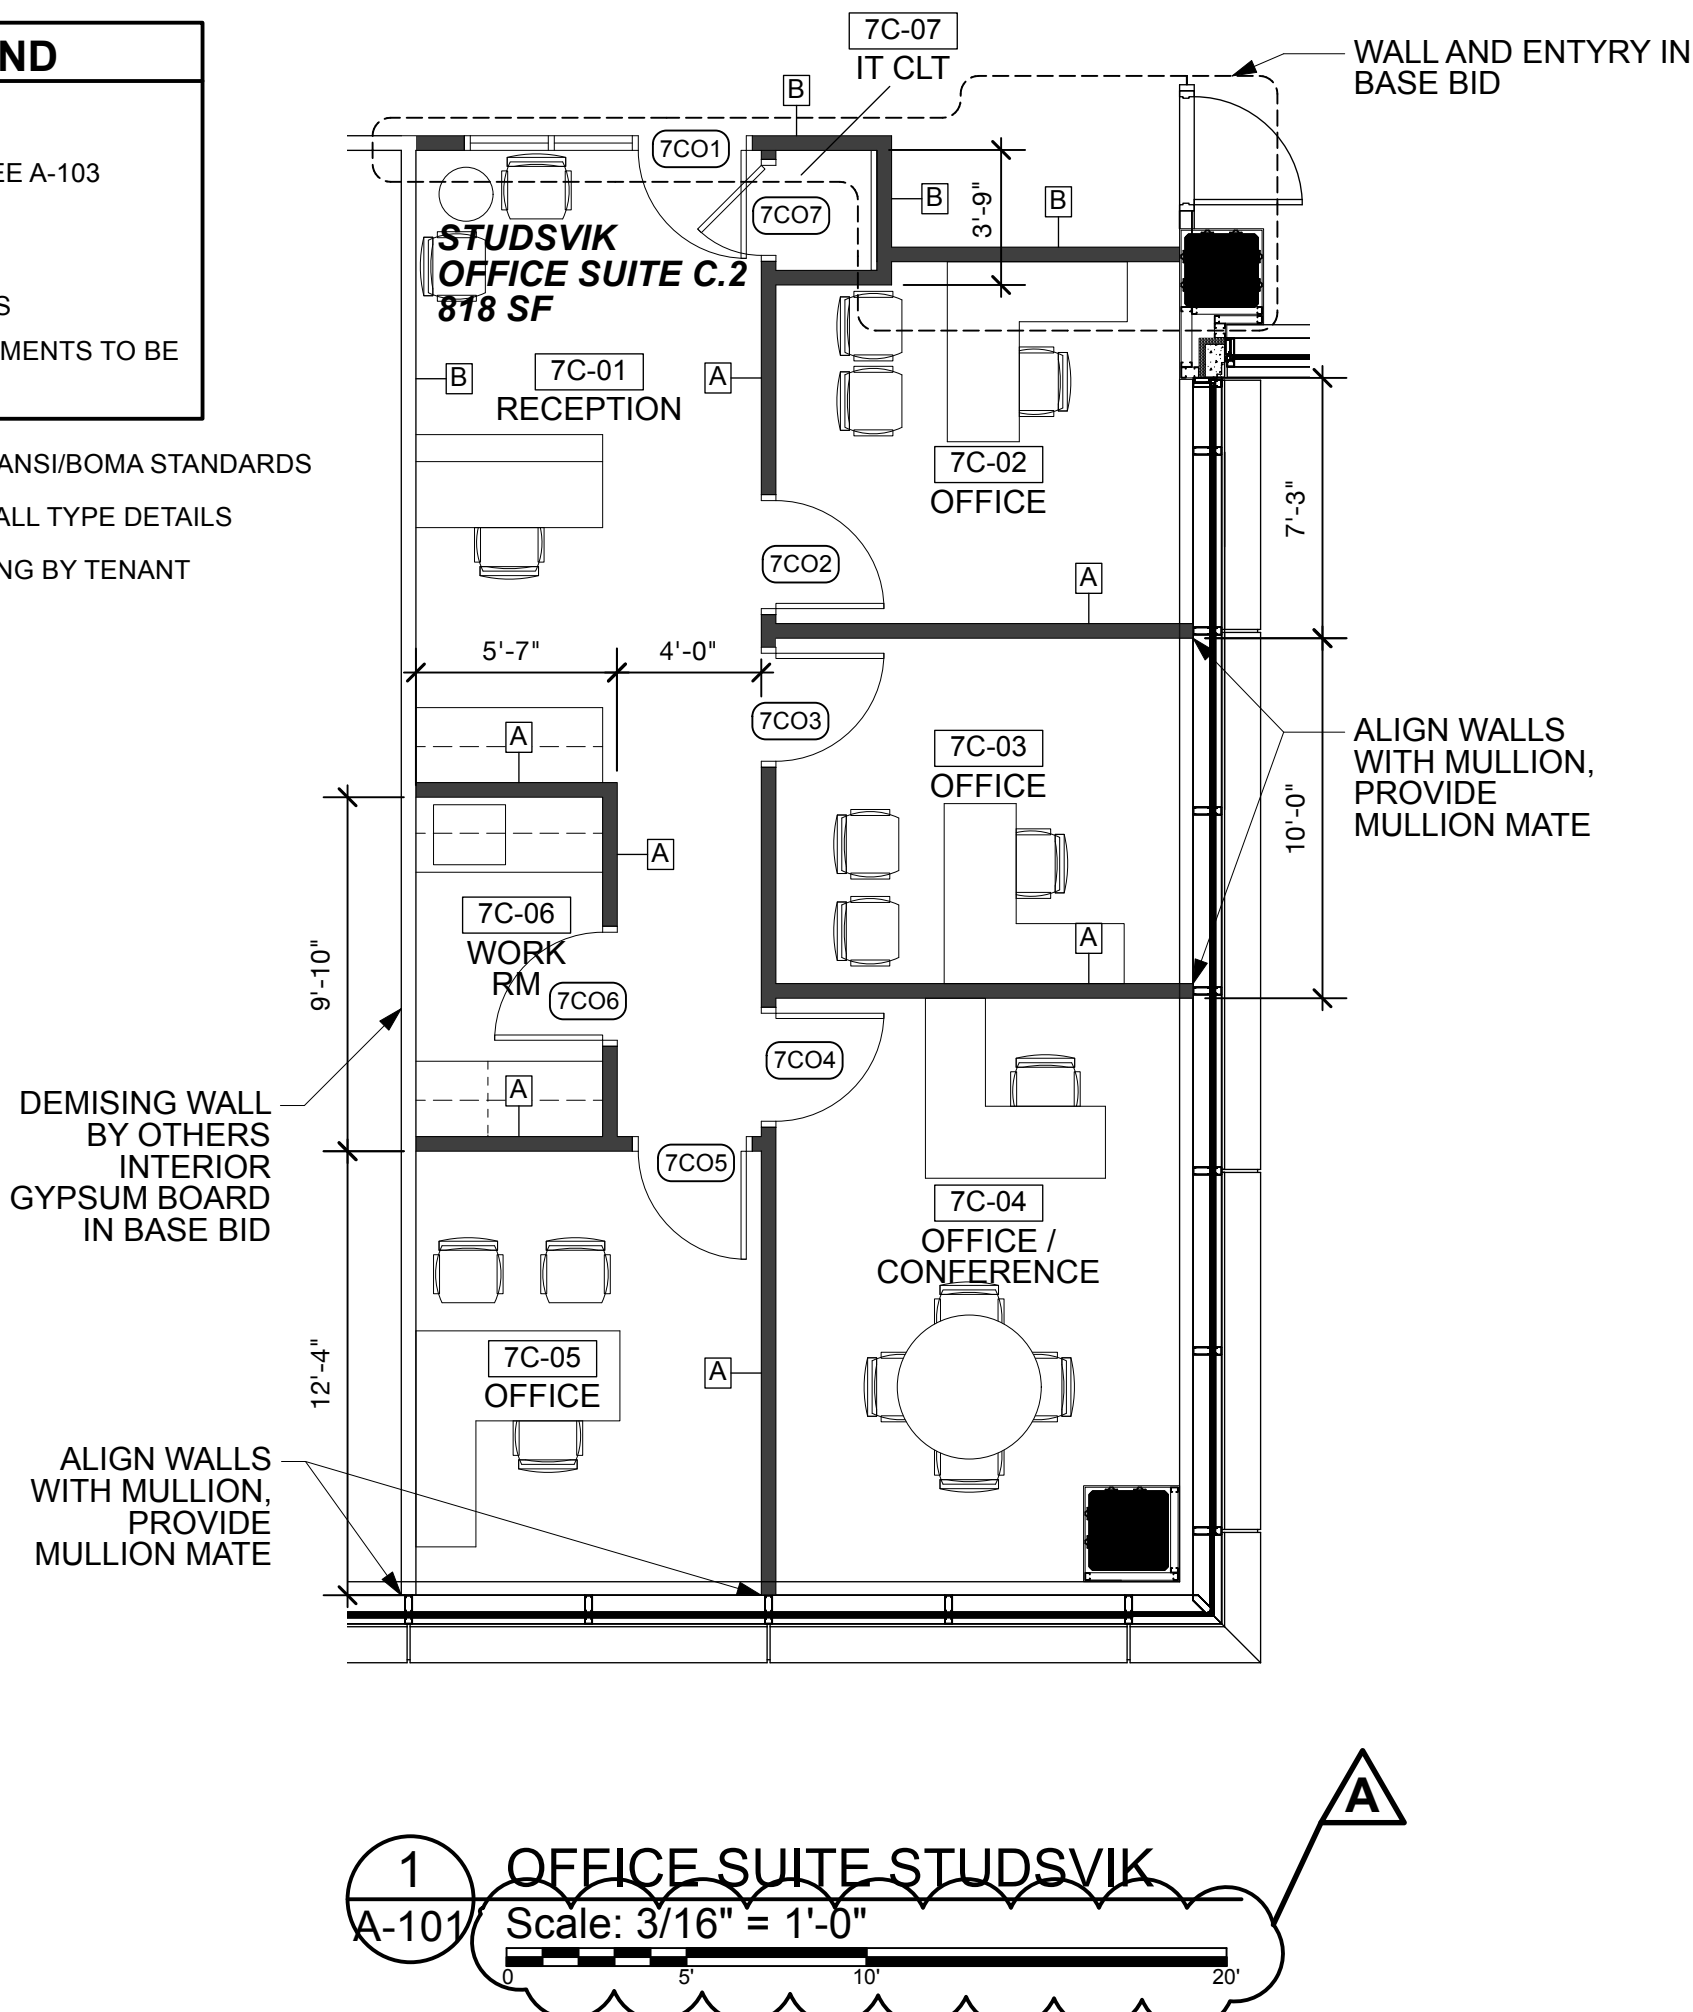 ND
EE A-103
S
MENTS TO BE
ANSI/BOMA STANDARDS
ALL TYPE DETAILS
NG BY TENANT
7C-07
IT CLT
WALL AND ENTYRY IN
BASE BID
B
7CO1
7CO7
B
3'-9"
B
STUDSVIK
OFFICE SUITE C.2
818 SF
B
7C-01
RECEPTION
A
7C-02
OFFICE
7'-3"
7CO2
A
5'-7"
4'-0"
7CO3
A
7C-03
OFFICE
ALIGN WALLS
WITH MULLION,
PROVIDE
MULLION MATE
10'-0"
A
7C-06
WORK
RM
9'-10"
7CO6
A
7CO4
A
DEMISING WALL
BY OTHERS
INTERIOR
GYPSUM BOARD
IN BASE BID
7CO5
7C-04
OFFICE /
CONFERENCE
7C-05
OFFICE
A
12'-4"
ALIGN WALLS
WITH MULLION,
PROVIDE
MULLION MATE
A
1
A-101
OFFICE SUITE STUDSVIK
Scale: 3/16" = 1'-0"
0 5' 10' 20'